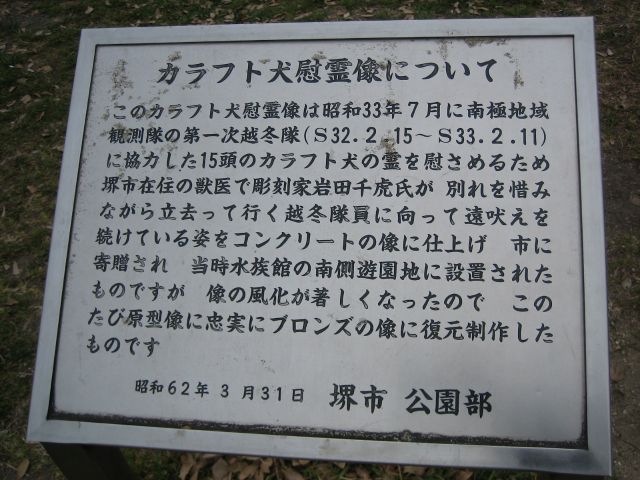 カラフト犬慰霊像について
このカラフト犬慰霊像は昭和33年7月に南極地域
観測隊の第一次越冬隊(S32.2.15～S33.2.11)
に協力した15頭のカラフト犬の霊を慰さめるため
堺市在住の獣医で彫刻家岩田千虎氏が 別れを惜み
ながら立去って行く越冬隊員に向って遠吠えを
続けている姿をコンクリートの像に仕上げ 市に
寄贈され 当時水族館の南側遊園地に設置された
ものですが 像の風化が著しくなったので この
たび原型像に忠実にブロンズの像に復元制作した
ものです
昭和62年 3月31日 堺市 公園部